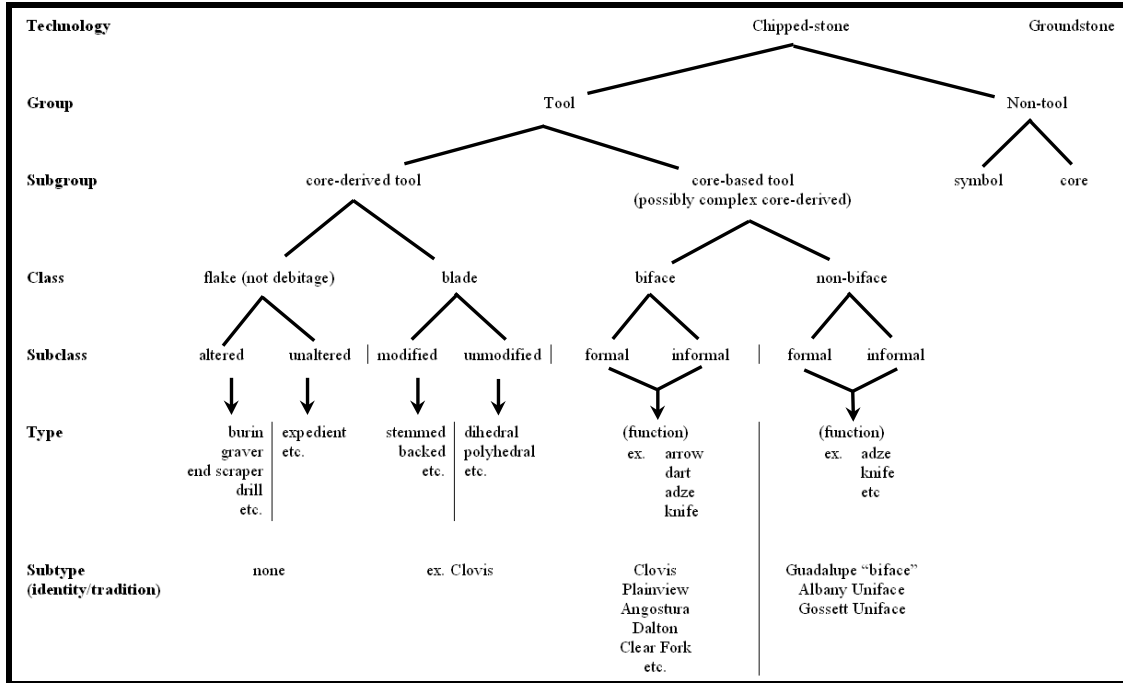 Technology Chipped-stone Groundstone
Group Tool Non-tool
Subgroup core-derived tool core-based tool symbol core
(possibly complex core-derived)
Class flake (not debitage) blade biface non-biface
Subclass altered unaltered modified unmodified formal informal formal informal
Type burin expedient stemmed dihedral (function) (function)
graver etc. backed polyhedral ex. arrow ex. adze
end scraper etc. etc. dart knife
drill adze etc
etc. knife
Subtype none ex. Clovis Clovis Guadalupe “biface”
(identity/tradition) Plainview Albany Uniface
Angostura Gossett Uniface
Dalton
Clear Fork
etc.